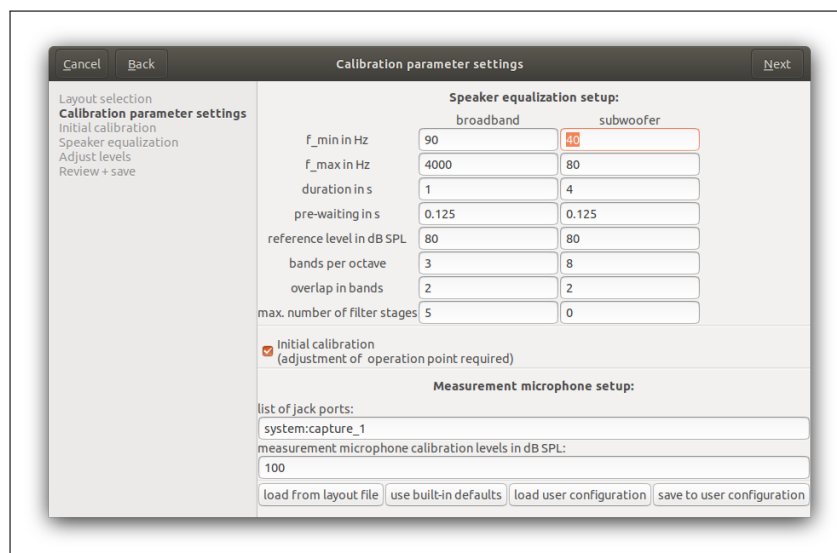 Cancel Back Calibration parameter settings Next
Layout selection
Calibration parameter settings
Initial calibration
Speaker equalization
Adjust levels
Review + save
Speaker equalization setup:
broadband subwoofer
f_min in Hz 90 40
f_max in Hz 4000 80
duration in s 1 4
pre-waiting in s 0.125 0.125
reference level in dB SPL 80 80
bands per octave 3 8
overlap in bands 2 2
max. number of filter stages 5 0
Initial calibration
(adjustment of operation point required)
Measurement microphone setup:
list of jack ports:
system:capture_1
measurement microphone calibration levels in dB SPL:
100
load from layout file use built-in defaults load user configuration save to user configuration